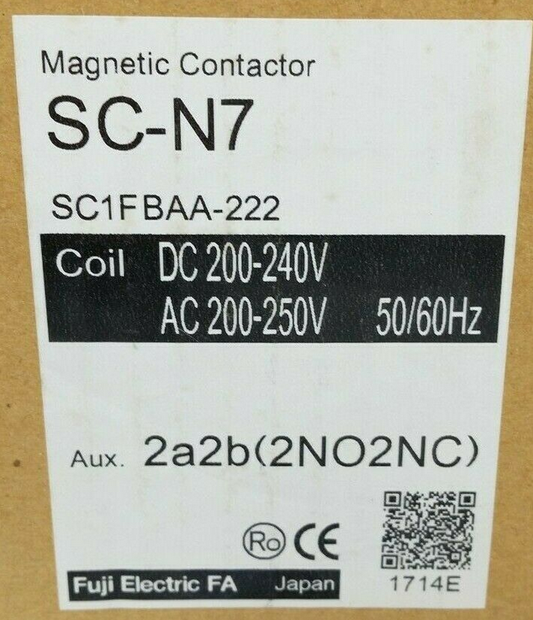 Magnetic Contactor
SC-N7
SC1FBAA-222
Coil DC 200-240V
AC 200-250V 50/60Hz
Aux. 2a2b(2NO2NC)
Ro CE
Fuji Electric FA Japan 1714E